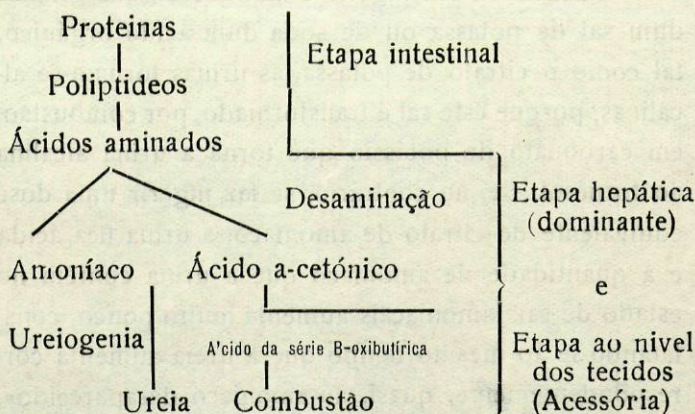 Proteinas
Etapa intestinal
Poliptideos
Ácidos aminados
Desaminação
Etapa hepática
(dominante)
Amoníaco
Ácido a-cetónico
e
Ureiogenia
A'cido da série B-oxibutírica
Etapa ao nivel
dos tecidos
(Acessória)
Ureia
Combustão